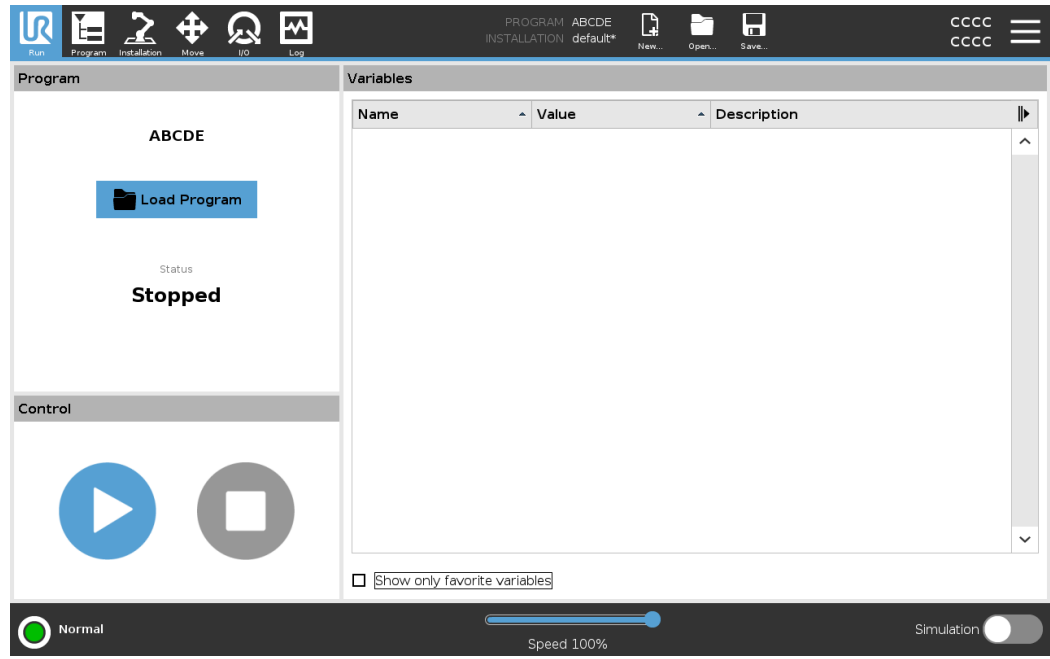 UR
PROGRAM ABCDE
INSTALLATION default*
CCCC
CCCC
Run Program Installation Move I/O Log New... Open... Save...
Program
Variables
Name Value Description
ABCDE
Load Program
Status
Stopped
Control
Show only favorite variables
Normal
Speed 100%
Simulation